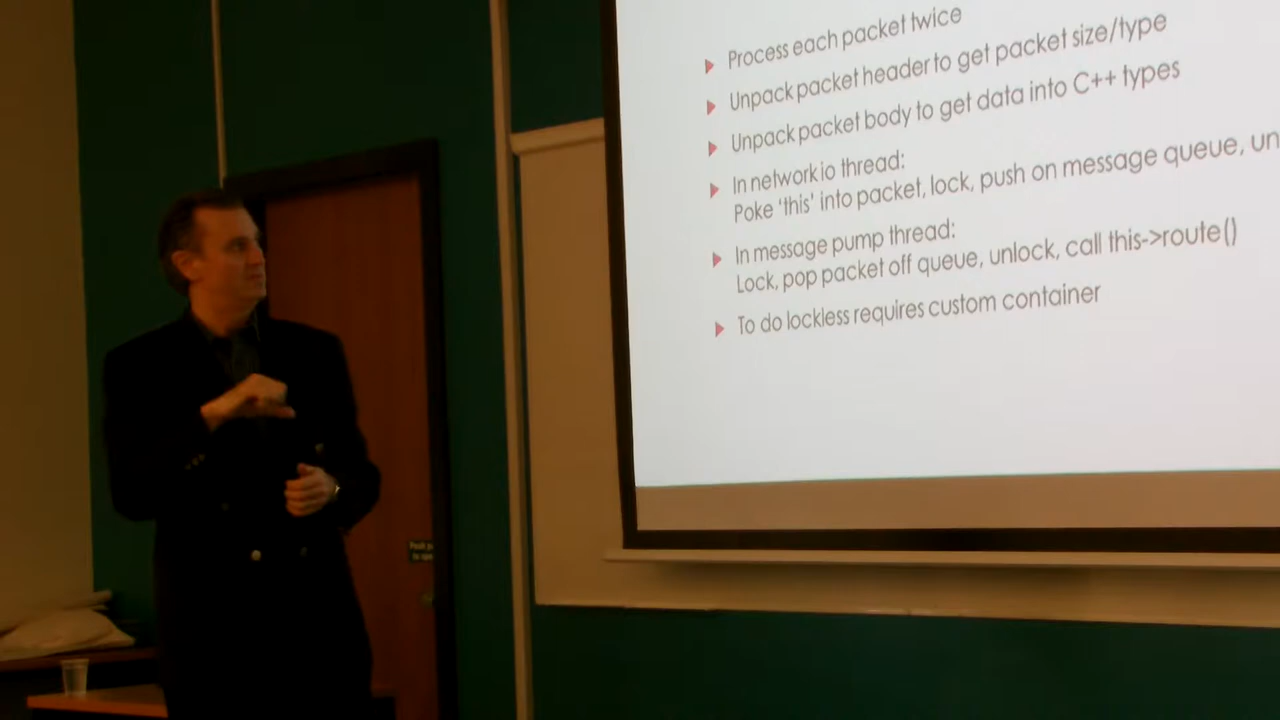 Process each packet twice
Unpack packet header to get packet size/type
Unpack packet body to get data into C++ types
In network io thread:
Poke 'this' into packet, lock, push on message queue, un
In message pump thread:
Lock, pop packet off queue, unlock, call this->route()
To do lockless requires custom container